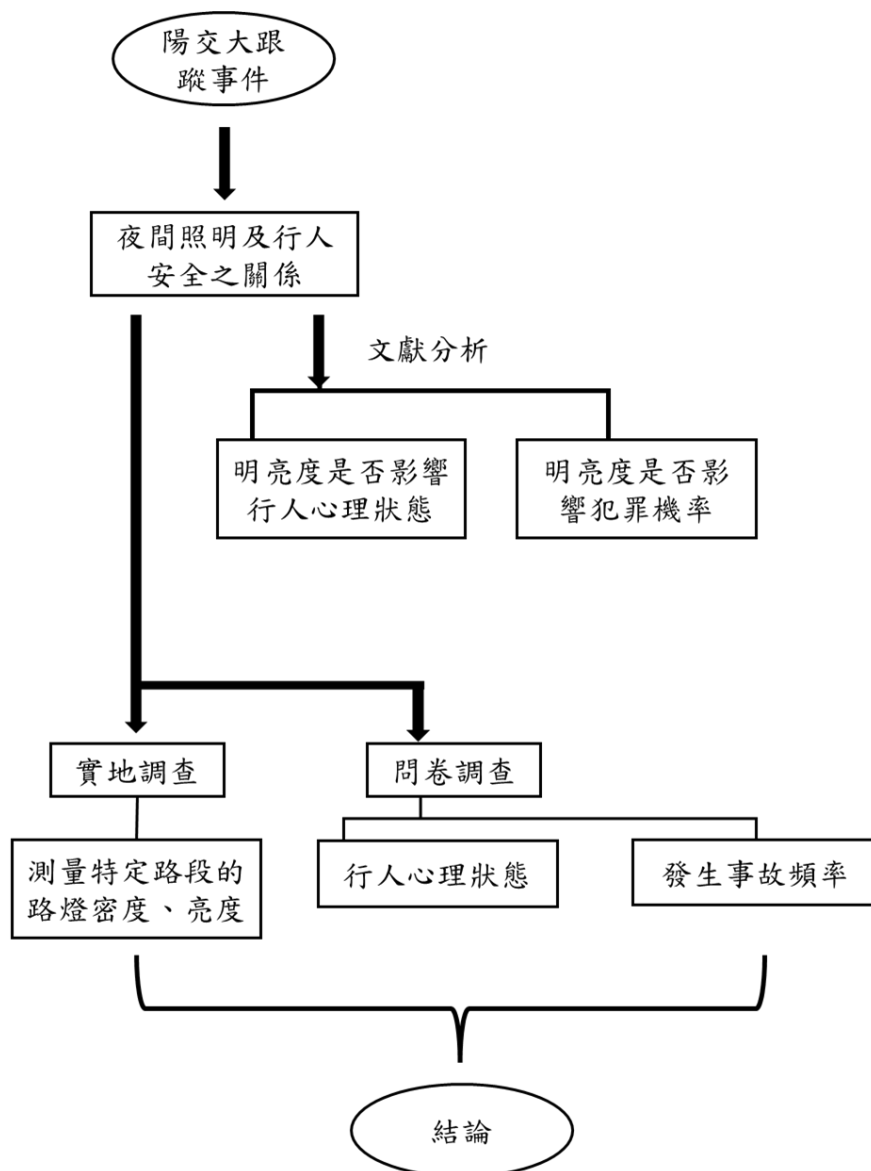 陽交大跟
蹤事件
夜間照明及行人
安全之關係
文獻分析
明亮度是否影響
行人心理狀態
明亮度是否影
響犯罪機率
實地調查
問卷調查
測量特定路段的
路燈密度、亮度
行人心理狀態
發生事故頻率
結論